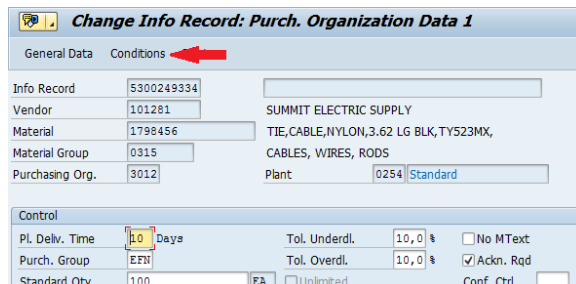 Change Info Record: Purch. Organization Data 1
General Data Conditions
Info Record 5300249334
Vendor 101281 SUMMIT ELECTRIC SUPPLY
Material 1798456 TIE,CABLE,NYLON,3.62 LG BLK,TY523MX,
Material Group 0315 CABLES, WIRES, RODS
Purchasing Org. 3012 Plant 0254 Standard
Control
Pl. Deliv. Time 10 Days Tol. Underdl. 10,0 % No MText
Purch. Group EFN Tol. Overdl. 10,0 % Ackn. Rqd
Standard Qty 100 EA Unlimited Conf. Ctrl